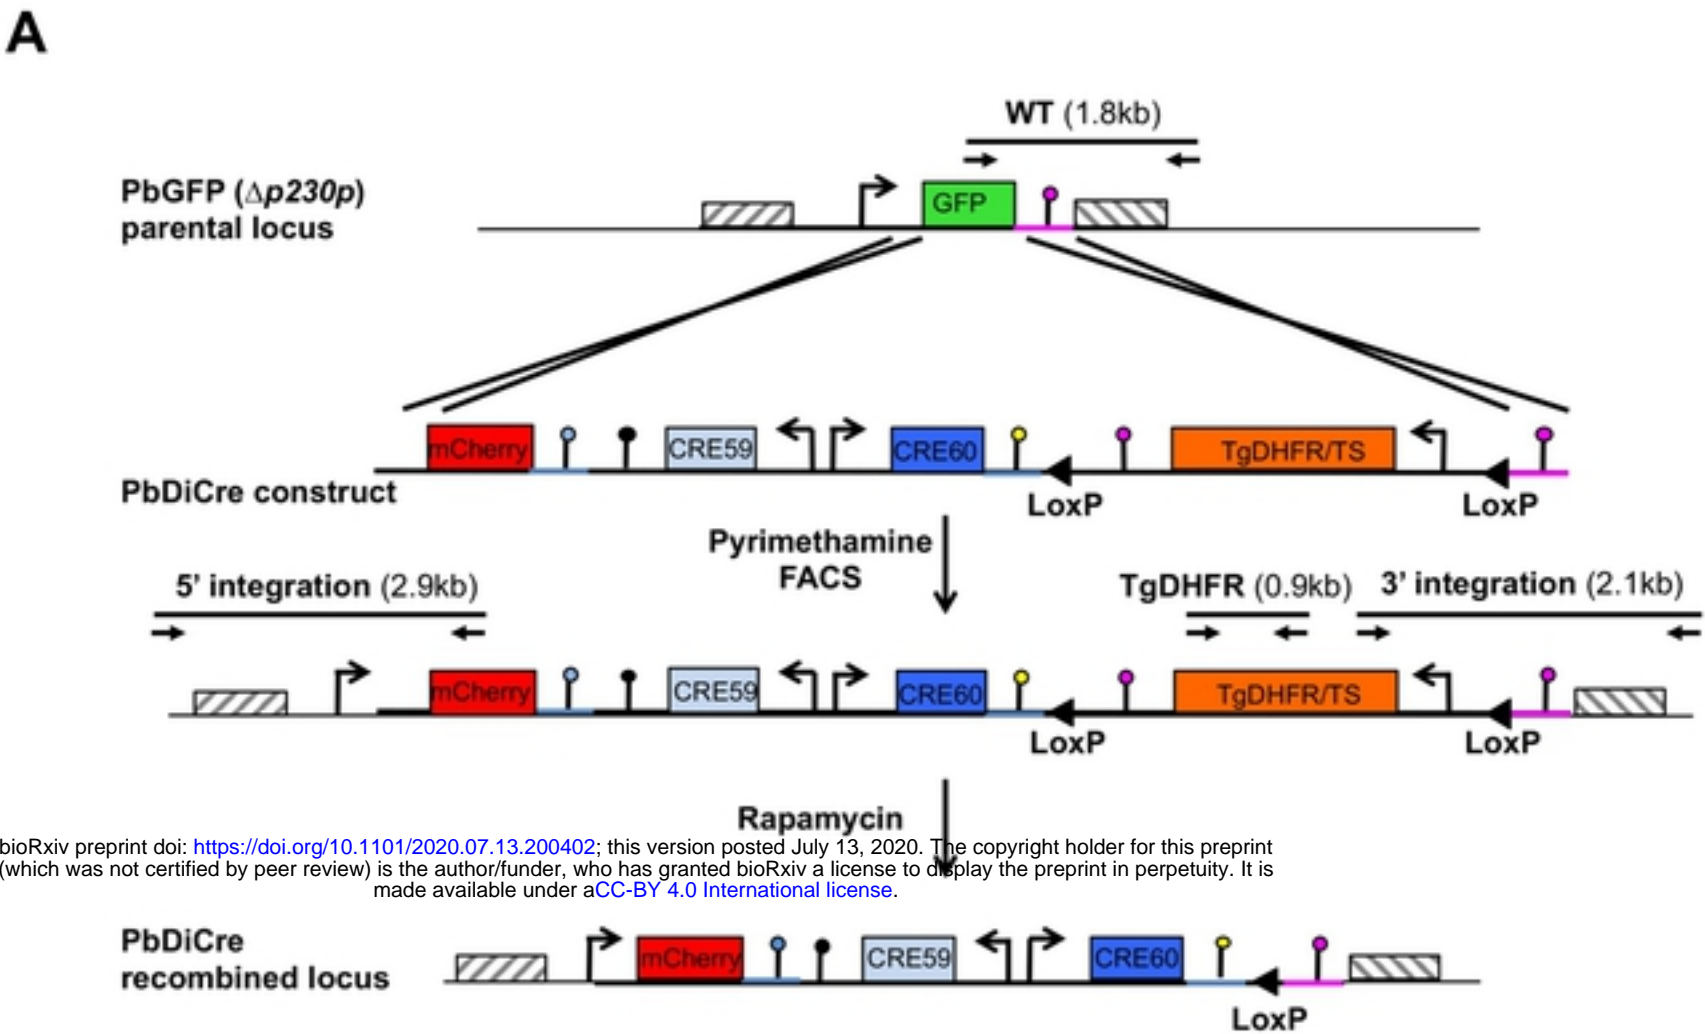 A
WT (1.8kb)
PbGFP (Δp230p)
parental locus
GFP
mCherry
CRE59
CRE60
TgDHFR/TS
PbDiCre construct
LoxP
LoxP
Pyrimethamine
FACS
5' integration (2.9kb)
TgDHFR (0.9kb)
3' integration (2.1kb)
mCherry
CRE59
CRE60
TgDHFR/TS
LoxP
LoxP
Rapamycin
bioRxiv preprint doi: https://doi.org/10.1101/2020.07.13.200402; this version posted July 13, 2020. The copyright holder for this preprint
(which was not certified by peer review) is the author/funder, who has granted bioRxiv a license to display the preprint in perpetuity. It is
made available under aCC-BY 4.0 International license.
PbDiCre
recombined locus
mCherry
CRE59
CRE60
LoxP